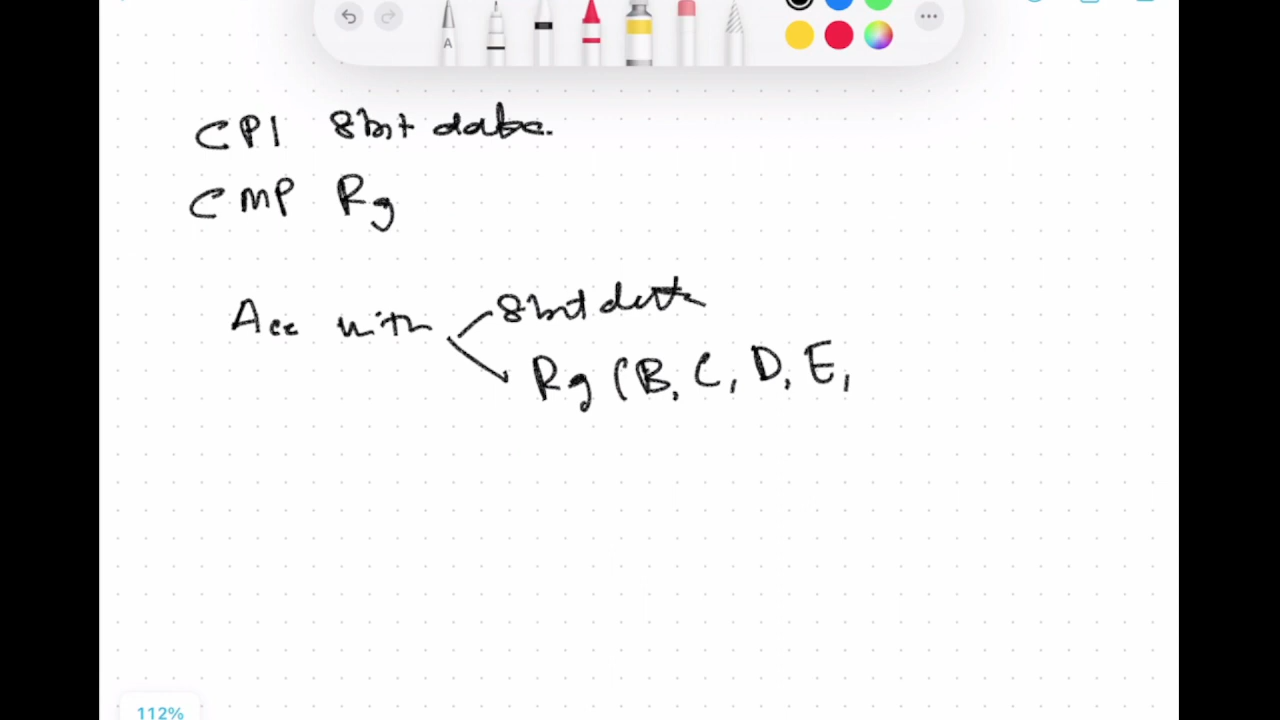 A
CPI 8bit data.
CMP Rg
Acc with 8bit data
Rg (B, C, D, E,
112%